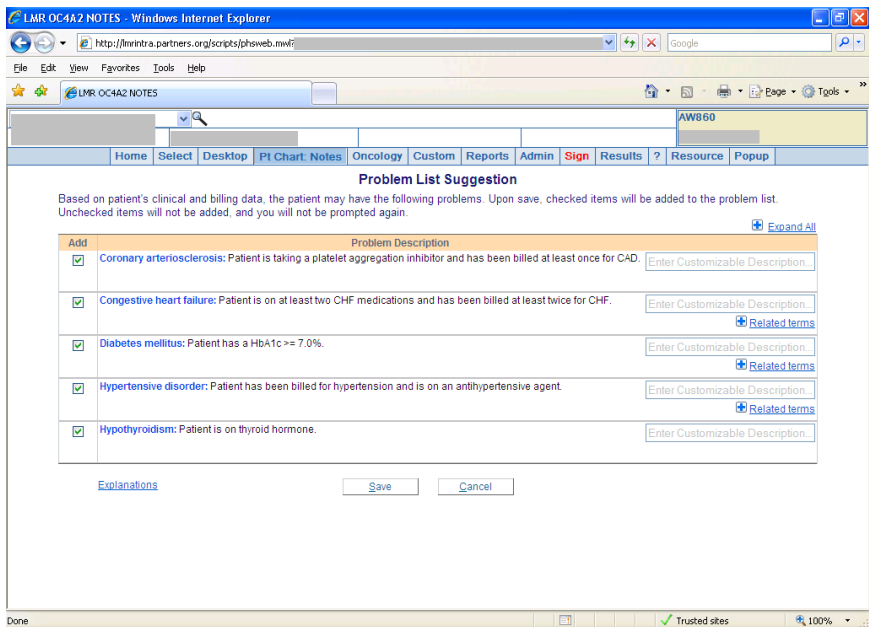 LMR OC4A2 NOTES - Windows Internet Explorer
http://lmrintra.partners.org/scripts/phsweb.mwl?
Google
File Edit View Favorites Tools Help
LMR OC4A2 NOTES
Page Tools
AW860
Home Select Desktop Pt Chart: Notes Oncology Custom Reports Admin Sign Results ? Resource Popup
Problem List Suggestion
Based on patient's clinical and billing data, the patient may have the following problems. Upon save, checked items will be added to the problem list.
Unchecked items will not be added, and you will not be prompted again.
Expand All
Add Problem Description
Coronary arteriosclerosis: Patient is taking a platelet aggregation inhibitor and has been billed at least once for CAD. Enter Customizable Description...
Congestive heart failure: Patient is on at least two CHF medications and has been billed at least twice for CHF. Enter Customizable Description...
Related terms
Diabetes mellitus: Patient has a HbA1c >= 7.0%. Enter Customizable Description...
Related terms
Hypertensive disorder: Patient has been billed for hypertension and is on an antihypertensive agent. Enter Customizable Description...
Related terms
Hypothyroidism: Patient is on thyroid hormone. Enter Customizable Description...
Explanations Save Cancel
Done Trusted sites 100%